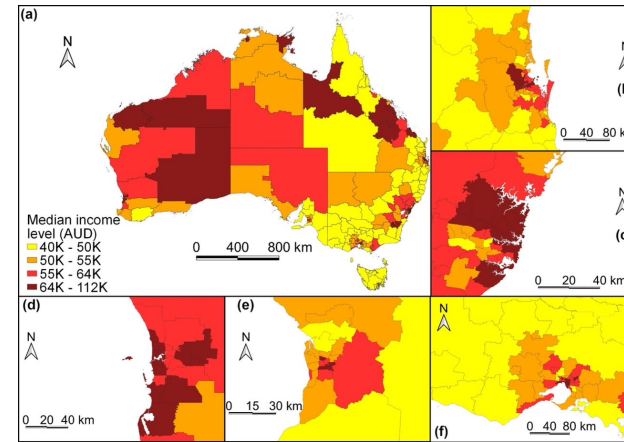 (a)
N
Median income
level (AUD)
40K - 50K
50K - 55K
55K - 64K
64K - 112K
0 400 800 km
N
0 40 80 k
N
0 20 40 km
(d)
N
0 20 40 km
(e)
N
0 15 30 km
N
0 40 80 km
(f)